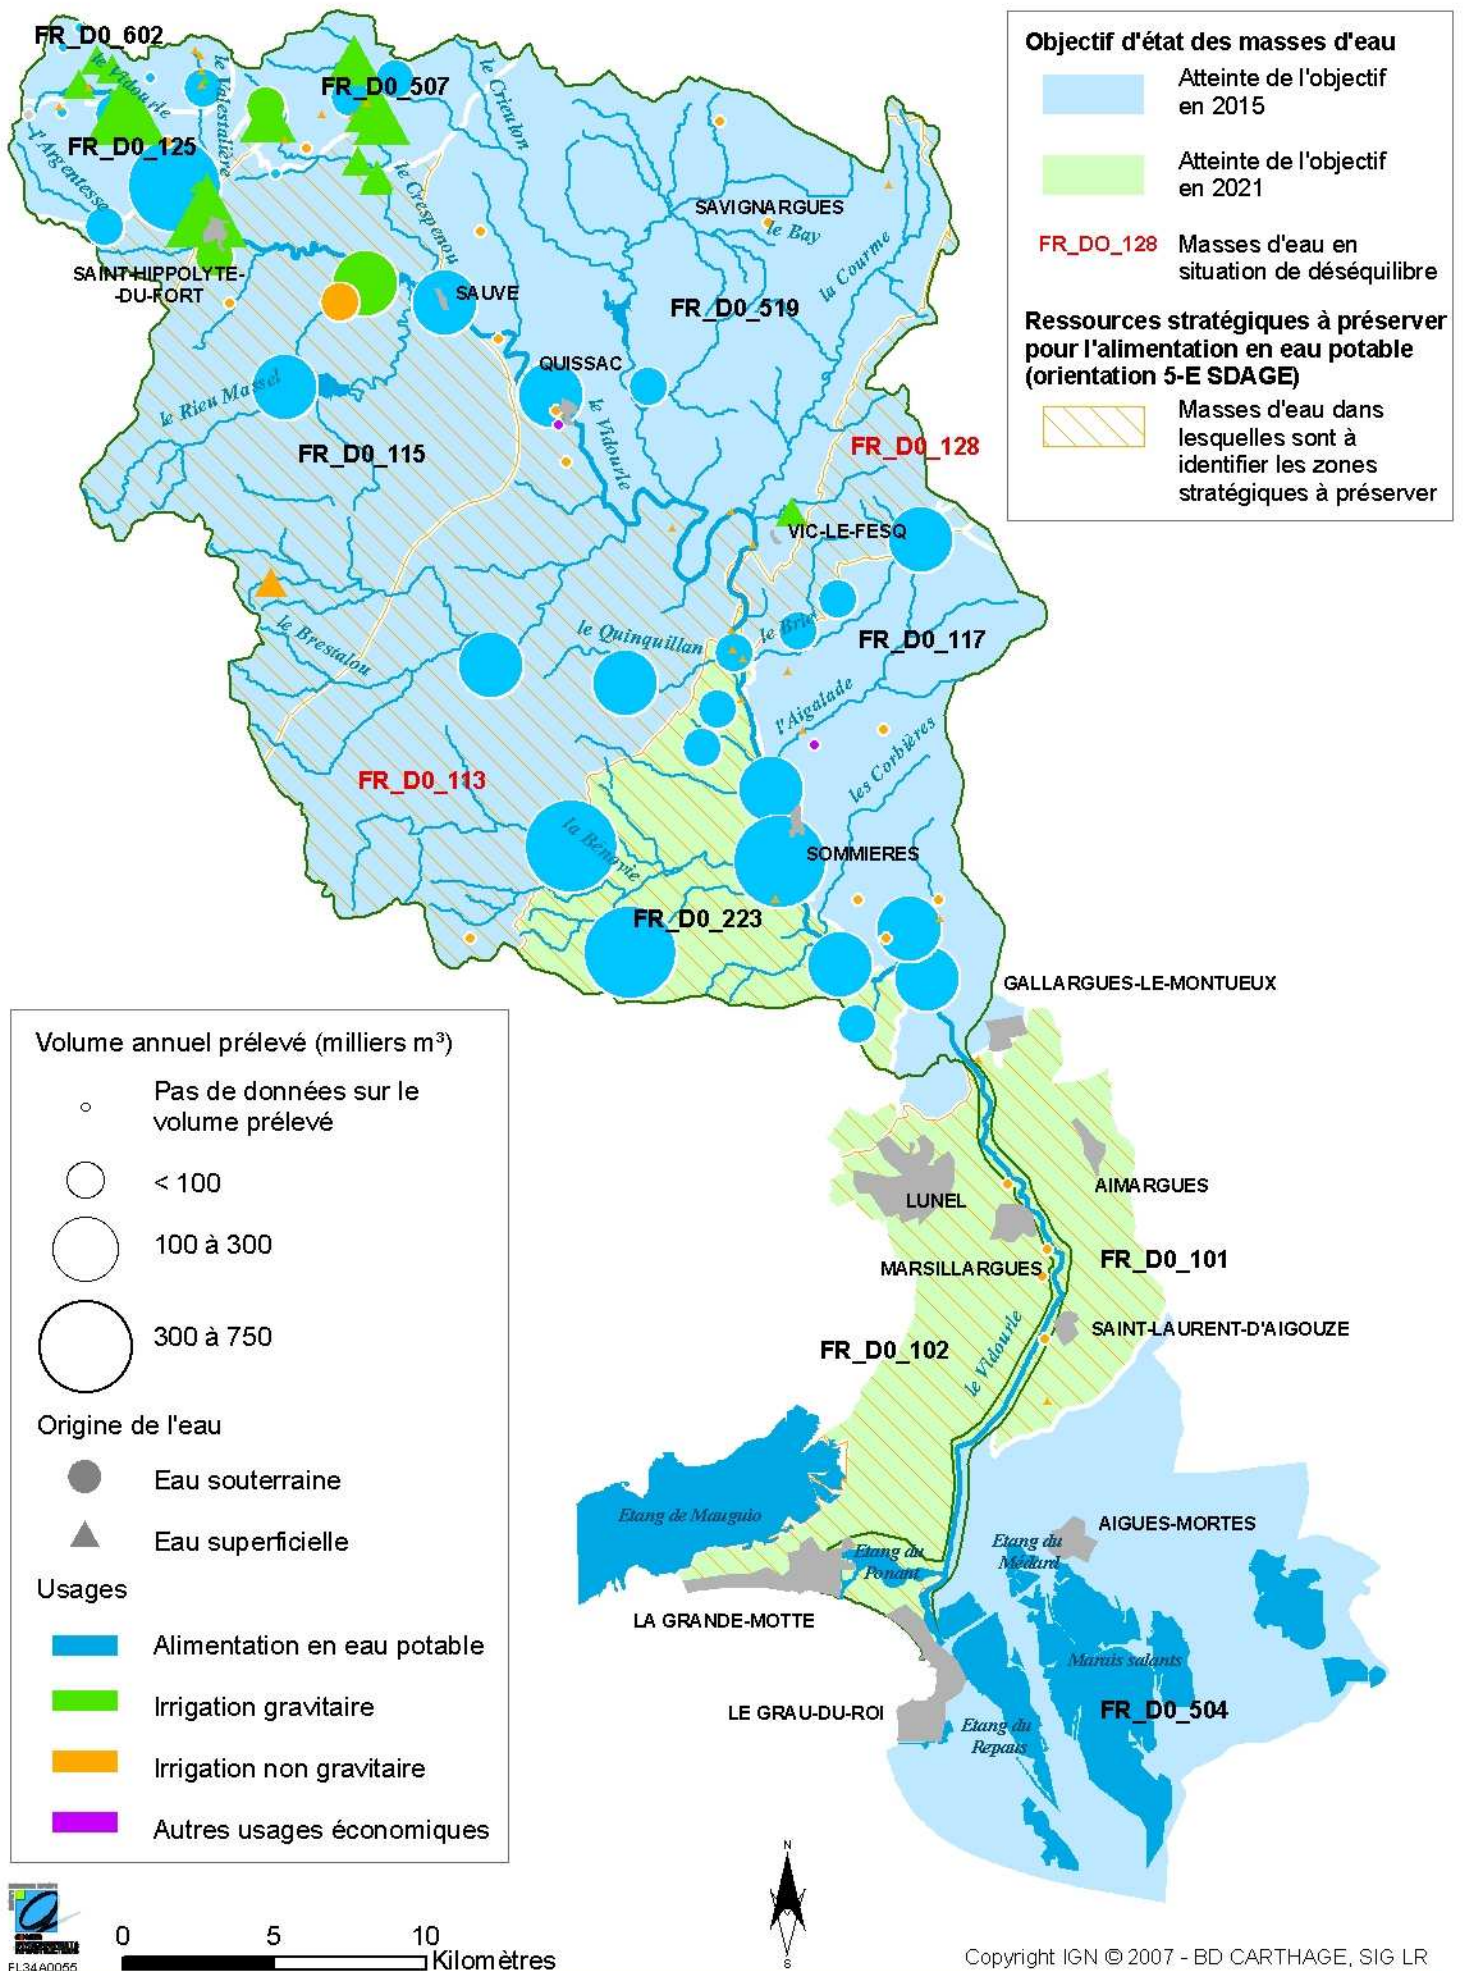 FR_D0_602
le Vidourle
le Valestalière
FR_D0_507
le Crieulon
FR_D0_125
l'Argentesse
le Crespenou
SAVIGNARGUES
le Bay
la Courme
SAINT-HIPPOLYTE-
-DU-FORT
SAUVE
FR_D0_519
QUISSAC
le Rieu Massel
le Vidourle
FR_D0_115
FR_D0_128
VIC-LE-FESQ
le Brestalou
le Quinquillan
le Brie
FR_D0_117
l'Aigalade
les Corbières
FR_D0_113
la Bénovie
SOMMIERES
FR_D0_223
GALLARGUES-LE-MONTUEUX
LUNEL
AIMARGUES
MARSILLARGUES
FR_D0_101
SAINT-LAURENT-D'AIGOUZE
FR_D0_102
le Vidourle
Etang de Mauguio
Etang du
Ponant
Etang du
Médard
AIGUES-MORTES
LA GRANDE-MOTTE
Marais salants
LE GRAU-DU-ROI
Etang du
Repaus
FR_D0_504
Objectif d'état des masses d'eau
Atteinte de l'objectif
en 2015
Atteinte de l'objectif
en 2021
FR_DO_128
Masses d'eau en
situation de déséquilibre
Ressources stratégiques à préserver
pour l'alimentation en eau potable
(orientation 5-E SDAGE)
Masses d'eau dans
lesquelles sont à
identifier les zones
stratégiques à préserver
Volume annuel prélevé (milliers m³)
Pas de données sur le
volume prélevé
< 100
100 à 300
300 à 750
Origine de l'eau
Eau souterraine
Eau superficielle
Usages
Alimentation en eau potable
Irrigation gravitaire
Irrigation non gravitaire
Autres usages économiques
FL34A0055
0 5 10
Kilomètres
N
S
Copyright IGN © 2007 - BD CARTHAGE, SIG LR